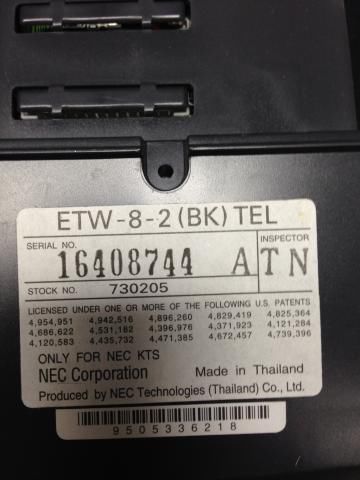 ETW-8-2 (BK) TEL
SERIAL NO. INSPECTOR
16408744 A T N
STOCK NO. 730205
LICENSED UNDER ONE OR MORE OF THE FOLLOWING U.S. PATENTS
4,954,951 4,942,516 4,896,260 4,829,419 4,825,364
4,686,622 4,531,182 4,396,976 4,371,923 4,121,284
4,120,583 4,435,732 4,471,385 4,672,457 4,739,396
ONLY FOR NEC KTS
NEC Corporation Made in Thailand
Produced by NEC Technologies (Thailand) Co., Ltd.
9505336218